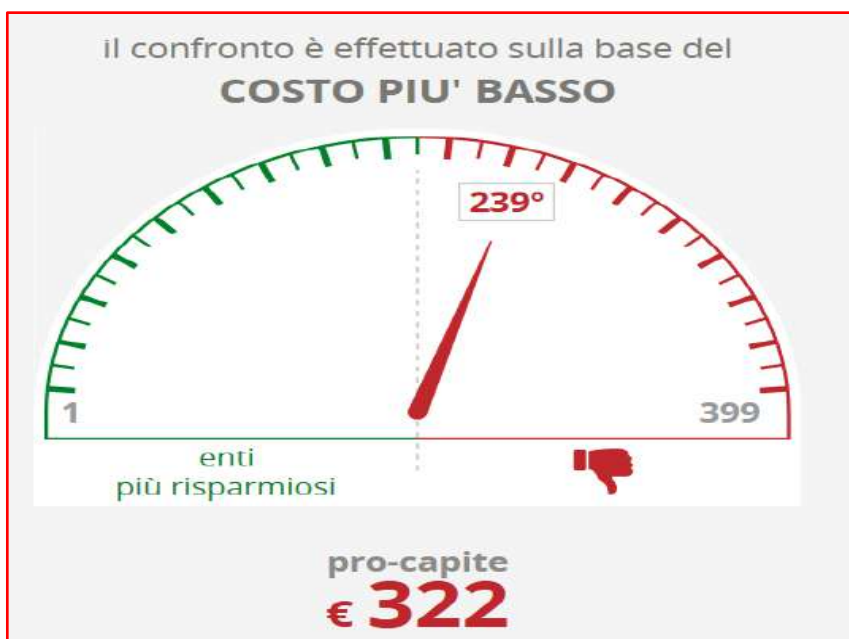 il confronto è effettuato sulla base del
COSTO PIU' BASSO
239°
1
399
enti
più risparmiosi
pro-capite
€ 322